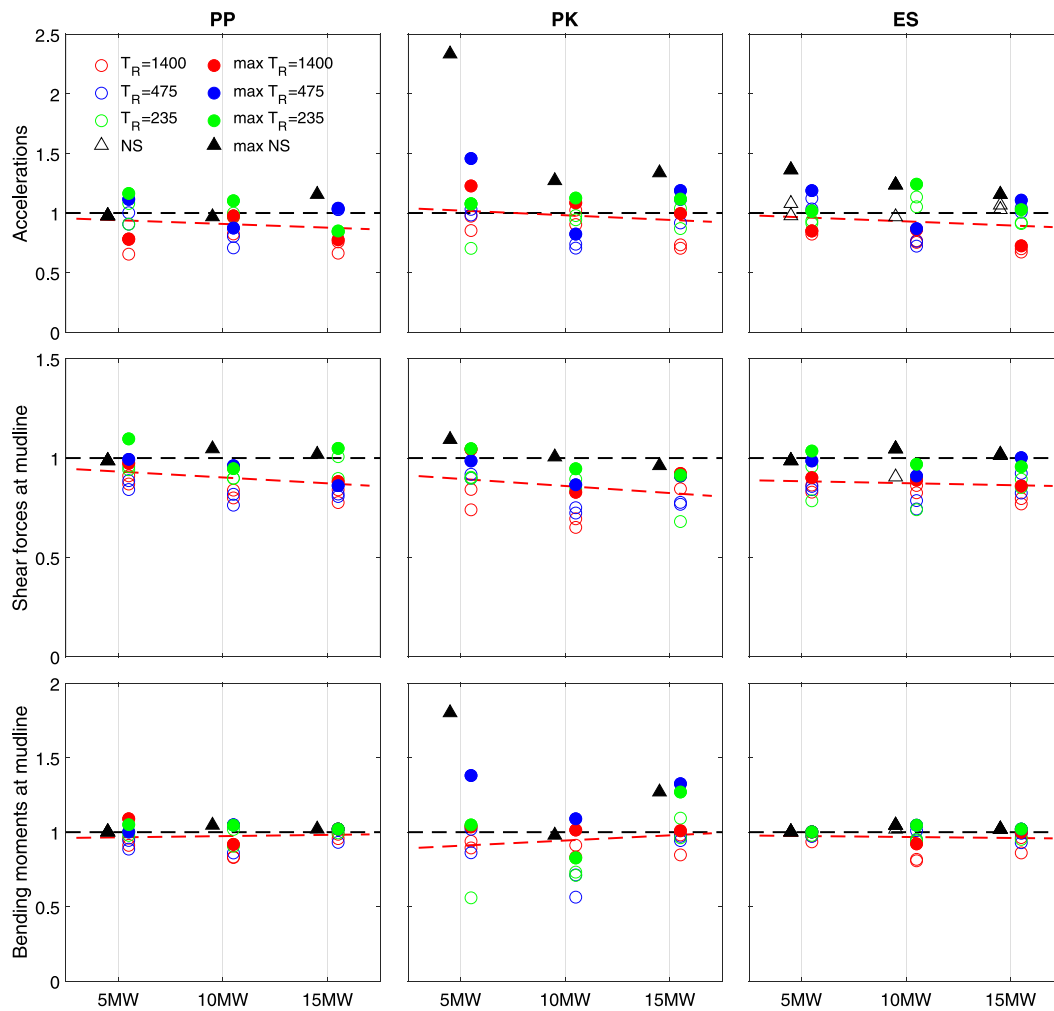 PP PK ES
2.5
2
1.5
1
0.5
0
Accelerations
T_R=1400 max T_R=1400
T_R=475 max T_R=475
T_R=235 max T_R=235
NS max NS
1.5
1
0.5
0
Shear forces at mudline
2
1.5
1
0.5
0
Bending moments at mudline
5MW 10MW 15MW 5MW 10MW 15MW 5MW 10MW 15MW